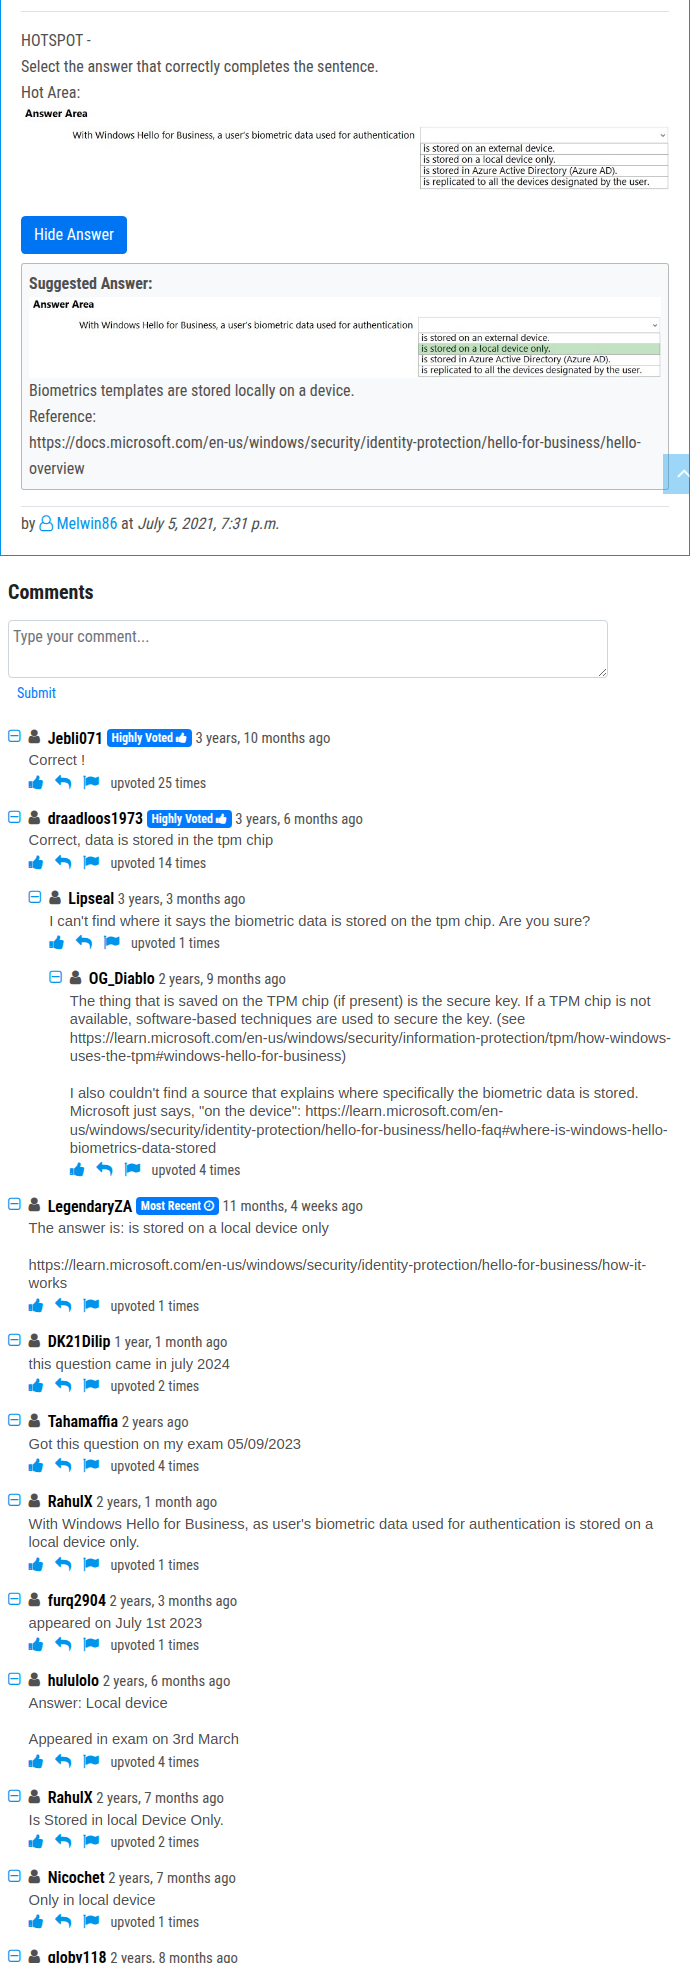 HOTSPOT -
Select the answer that correctly completes the sentence.
Hot Area:
Answer Area
With Windows Hello for Business, a user's biometric data used for authentication
is stored on an external device.
is stored on a local device only.
is stored in Azure Active Directory (Azure AD).
is replicated to all the devices designated by the user.
Hide Answer
Suggested Answer:
Answer Area
With Windows Hello for Business, a user's biometric data used for authentication
is stored on an external device.
is stored on a local device only.
is stored in Azure Active Directory (Azure AD).
is replicated to all the devices designated by the user.
Biometrics templates are stored locally on a device.
Reference:
https://docs.microsoft.com/en-us/windows/security/identity-protection/hello-for-business/hello-
overview
by Melwin86 at July 5, 2021, 7:31 p.m.
Comments
Type your comment...
Submit
Jebli071 Highly Voted 3 years, 10 months ago
Correct !
upvoted 25 times
draadloos1973 Highly Voted 3 years, 6 months ago
Correct, data is stored in the tpm chip
upvoted 14 times
Lipseal 3 years, 3 months ago
I can't find where it says the biometric data is stored on the tpm chip. Are you sure?
upvoted 1 times
OG_Diablo 2 years, 9 months ago
The thing that is saved on the TPM chip (if present) is the secure key. If a TPM chip is not
available, software-based techniques are used to secure the key. (see
https://learn.microsoft.com/en-us/windows/security/information-protection/tpm/how-windows-
uses-the-tpm#windows-hello-for-business)
I also couldn't find a source that explains where specifically the biometric data is stored.
Microsoft just says, "on the device": https://learn.microsoft.com/en-
us/windows/security/identity-protection/hello-for-business/hello-faq#where-is-windows-hello-
biometrics-data-stored
upvoted 4 times
LegendaryZA Most Recent 11 months, 4 weeks ago
The answer is: is stored on a local device only
https://learn.microsoft.com/en-us/windows/security/identity-protection/hello-for-business/how-it-
works
upvoted 1 times
DK21Dilip 1 year, 1 month ago
this question came in july 2024
upvoted 2 times
Tahamaffia 2 years ago
Got this question on my exam 05/09/2023
upvoted 4 times
RahulX 2 years, 1 month ago
With Windows Hello for Business, as user's biometric data used for authentication is stored on a
local device only.
upvoted 1 times
furq2904 2 years, 3 months ago
appeared on July 1st 2023
upvoted 1 times
hululolo 2 years, 6 months ago
Answer: Local device
Appeared in exam on 3rd March
upvoted 4 times
RahulX 2 years, 7 months ago
Is Stored in local Device Only.
upvoted 2 times
Nicochet 2 years, 7 months ago
Only in local device
upvoted 1 times
globy118 2 years, 8 months ago